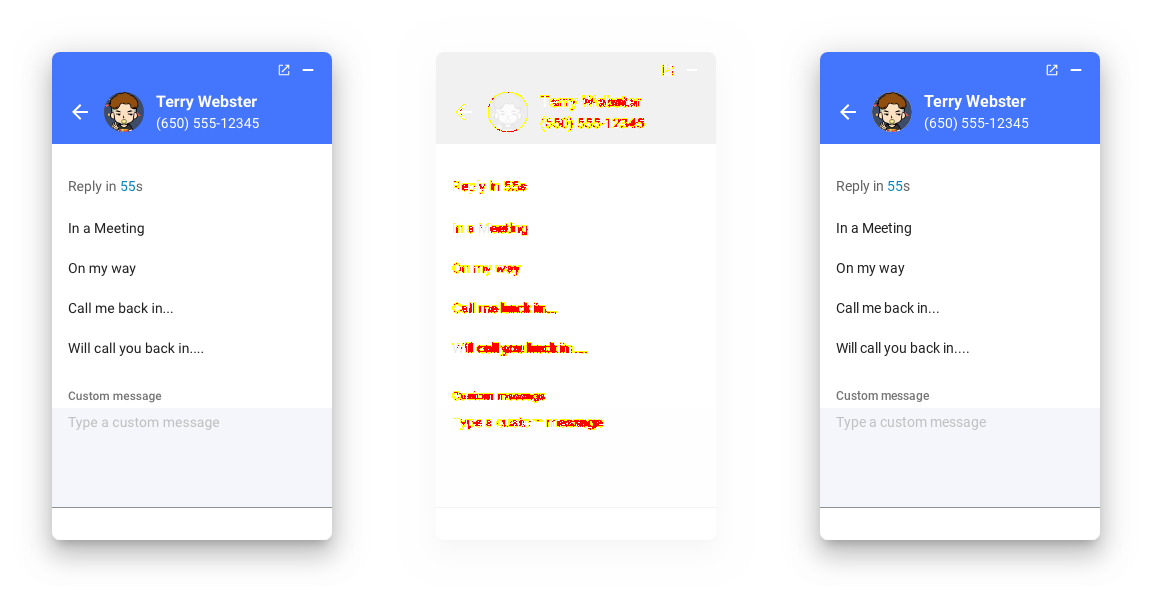 Terry Webster
(650) 555-12345
Reply in 55s
In a Meeting
On my way
Call me back in...
Will call you back in....
Custom message
Type a custom message
Terry Webster
(650) 555-12345
Reply in 55s
In a Meeting
On my way
Call me back in...
Will call you back in....
Custom message
Type a custom message
Terry Webster
(650) 555-12345
Reply in 55s
In a Meeting
On my way
Call me back in...
Will call you back in....
Custom message
Type a custom message